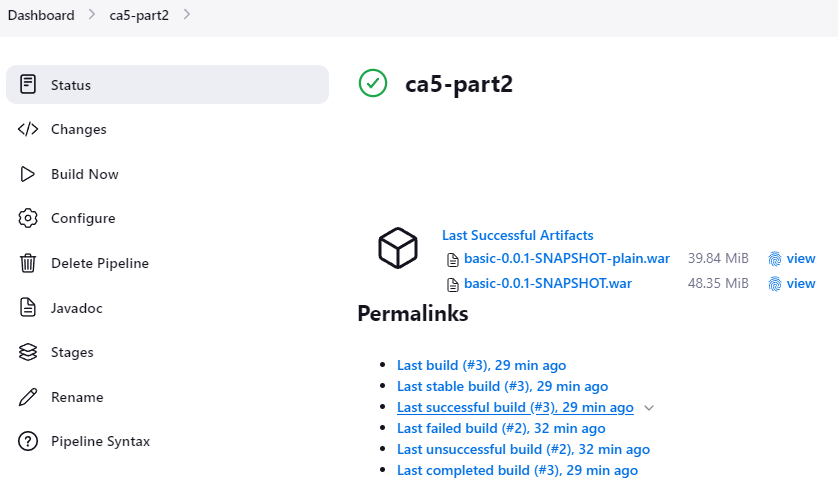 Dashboard > ca5-part2 >
Status
Changes
Build Now
Configure
Delete Pipeline
Javadoc
Stages
Rename
Pipeline Syntax
ca5-part2
Last Successful Artifacts
basic-0.0.1-SNAPSHOT-plain.war 39.84 MiB view
basic-0.0.1-SNAPSHOT.war 48.35 MiB view
Permalinks
Last build (#3), 29 min ago
Last stable build (#3), 29 min ago
Last successful build (#3), 29 min ago
Last failed build (#2), 32 min ago
Last unsuccessful build (#2), 32 min ago
Last completed build (#3), 29 min ago